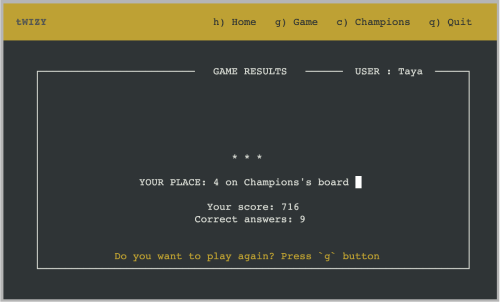 tWIZY h) Home g) Game c) Champions q) Quit
GAME RESULTS USER : Taya
* * *
YOUR PLACE: 4 on Champions's board
Your score: 716
Correct answers: 9
Do you want to play again? Press `g` button